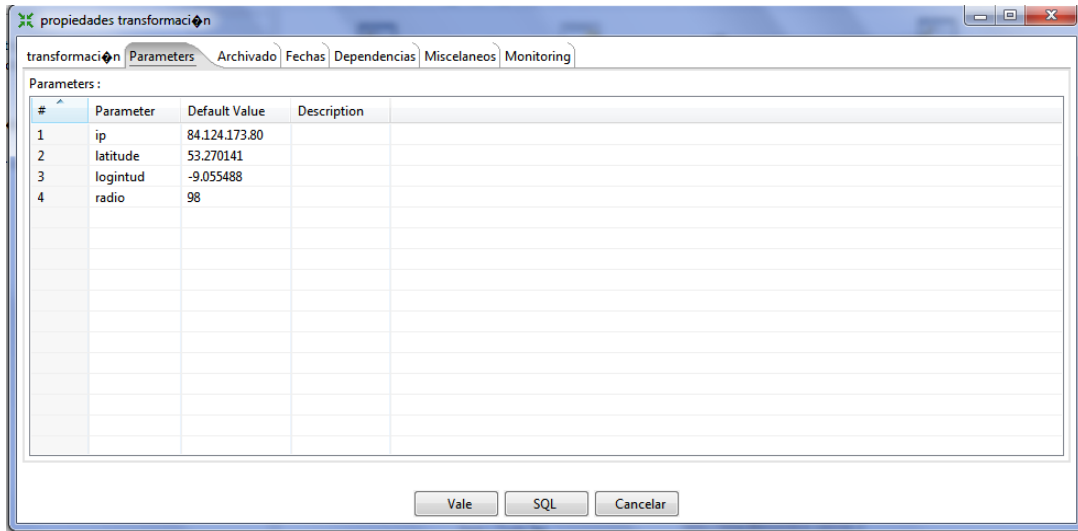 propiedades transformaci�n
transformaci�n Parameters Archivado Fechas Dependencias Miscelaneos Monitoring
Parameters :
# Parameter Default Value Description
1 ip 84.124.173.80
2 latitude 53.270141
3 logintud -9.055488
4 radio 98
Vale SQL Cancelar